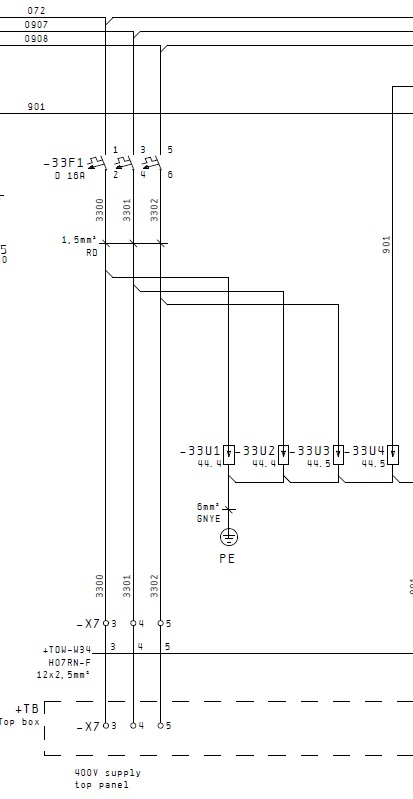 072
0907
0908
901
1 3 5
-33F1
D 16A 2 4 6
3300 3301 3302
1,5mm²
RD
5
0
901
-33U1 -33U2 -33U3 -33U4
44.4 44.4 44.5 44.5
6mm²
GNYE
PE
3300 3301 3302
-X7 3 4 5
+TOW-W34 3 4 5
H07RN-F
12x2,5mm²
+TB
Top box
-X7 3 4 5
400V supply
top panel